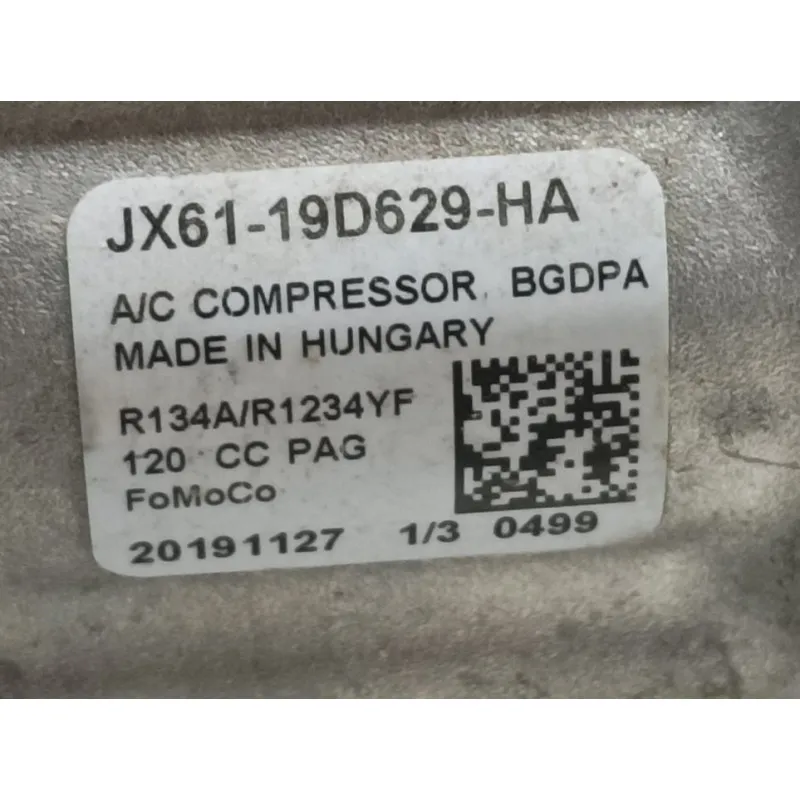 JX61-19D629-HA
A/C COMPRESSOR, BGDPA
MADE IN HUNGARY
R134A/R1234YF
120 CC PAG
FoMoCo
20191127 1/3 0499